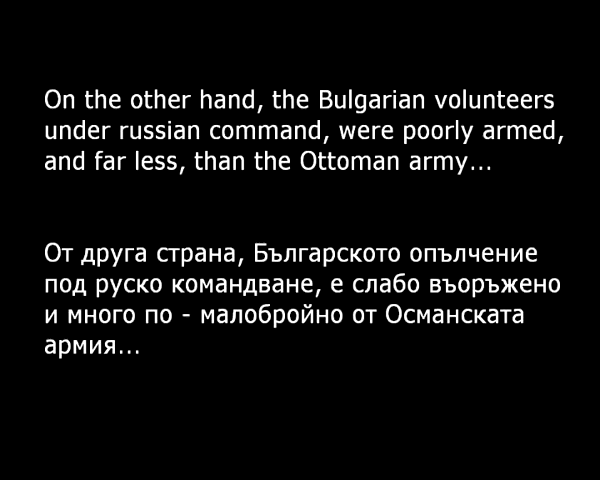 On the other hand, the Bulgarian volunteers
under russian command, were poorly armed,
and far less, than the Ottoman army...
От друга страна, Българското опълчение
под руско командване, е слабо въоръжено
и много по - малобройно от Османската
армия...